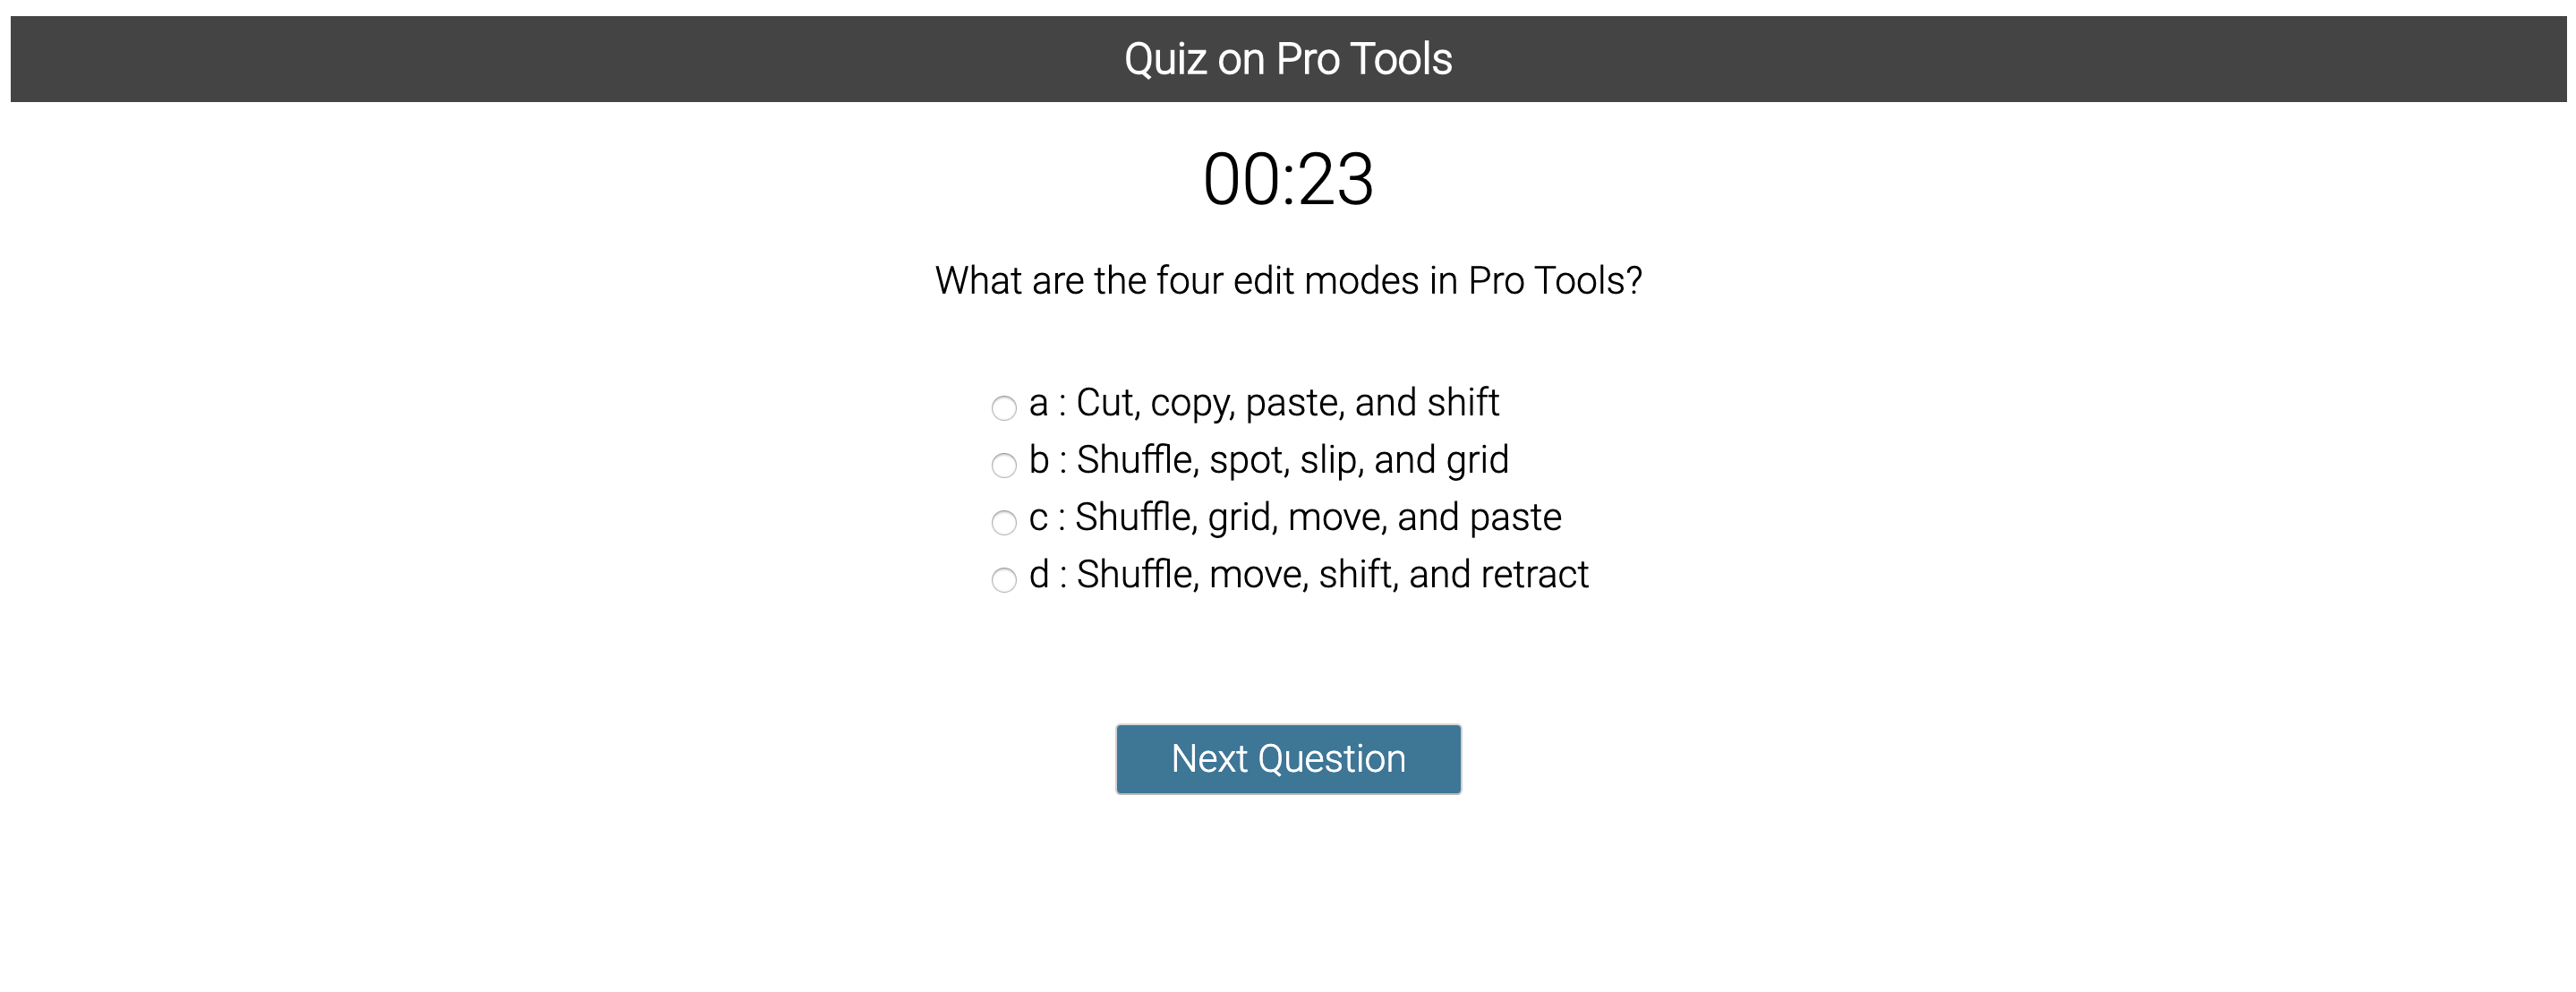 Quiz on Pro Tools
00:23
What are the four edit modes in Pro Tools?
a : Cut, copy, paste, and shift
b : Shuffle, spot, slip, and grid
c : Shuffle, grid, move, and paste
d : Shuffle, move, shift, and retract
Next Question